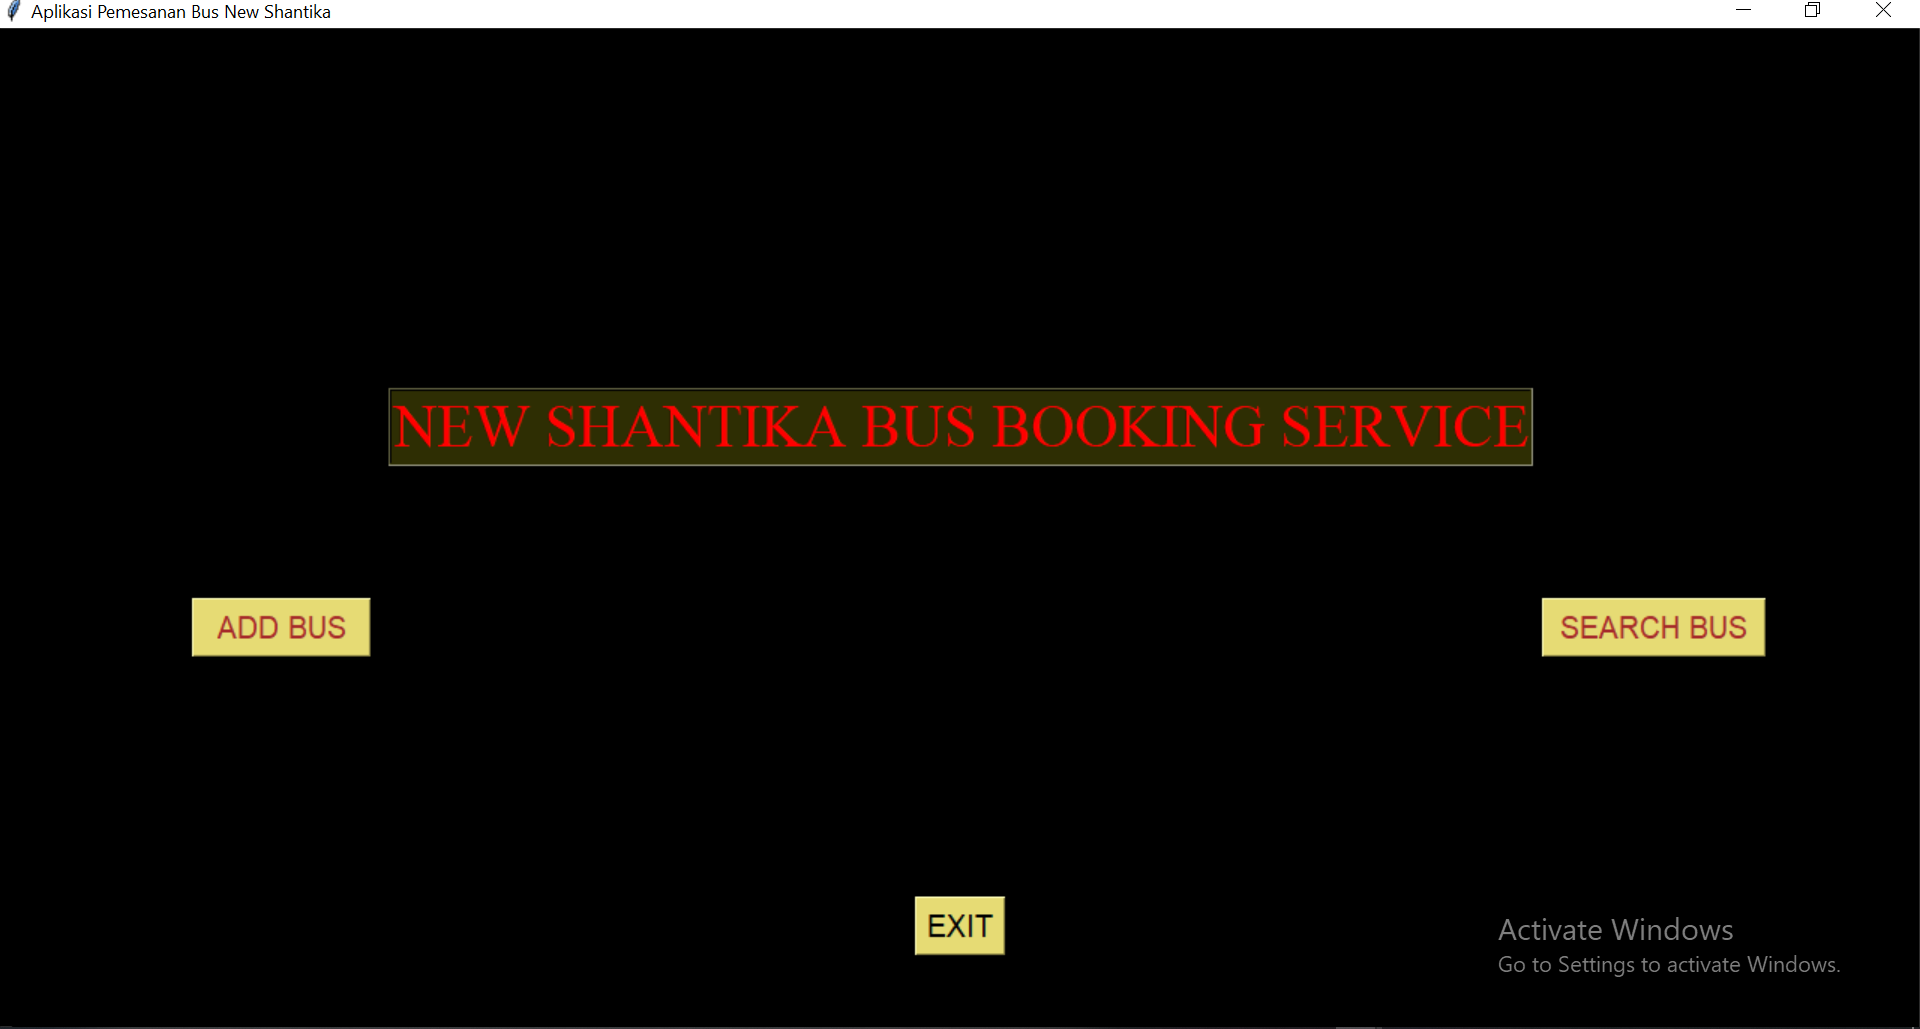 Aplikasi Pemesanan Bus New Shantika
NEW SHANTIKA BUS BOOKING SERVICE
ADD BUS
SEARCH BUS
EXIT
Activate Windows
Go to Settings to activate Windows.